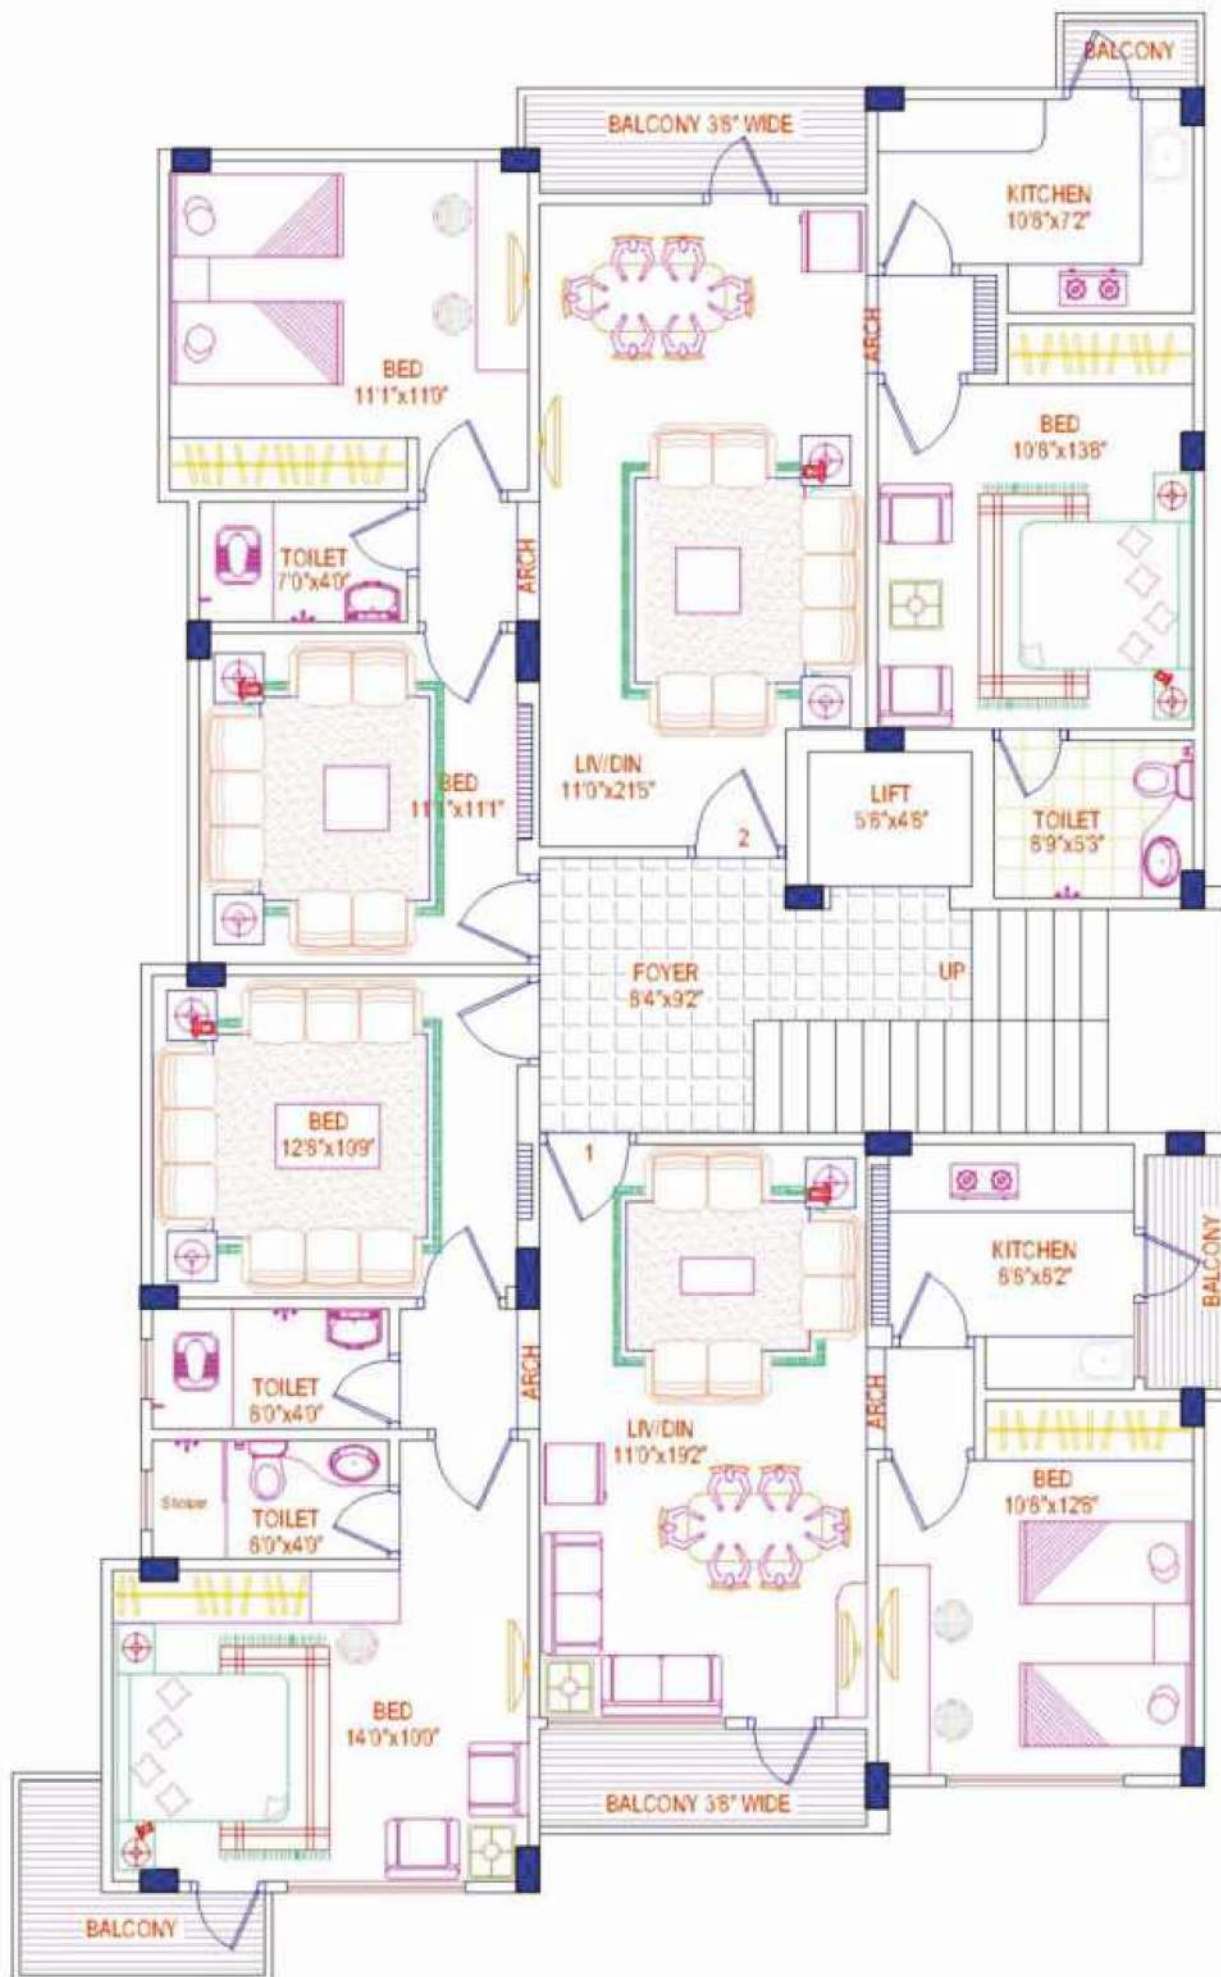 BALCONY
BALCONY 3'8" WIDE
KITCHEN
10'8"x7'2"
ARCH
BED
11'1"x11'0"
BED
10'8"x13'8"
TOILET
7'0"x4'0"
ARCH
LIV/DIN
11'0"x21'5"
BED
11'1"x11'1"
LIFT
5'6"x4'6"
TOILET
8'9"x5'3"
2
FOYER
8'4"x9'2"
UP
BED
12'8"x10'9"
1
KITCHEN
8'6"x8'2"
BALCONY
TOILET
8'0"x4'0"
ARCH
ARCH
LIV/DIN
11'0"x19'2"
BED
10'8"x12'6"
TOILET
8'0"x4'0"
BED
14'0"x10'0"
BALCONY 3'8" WIDE
BALCONY